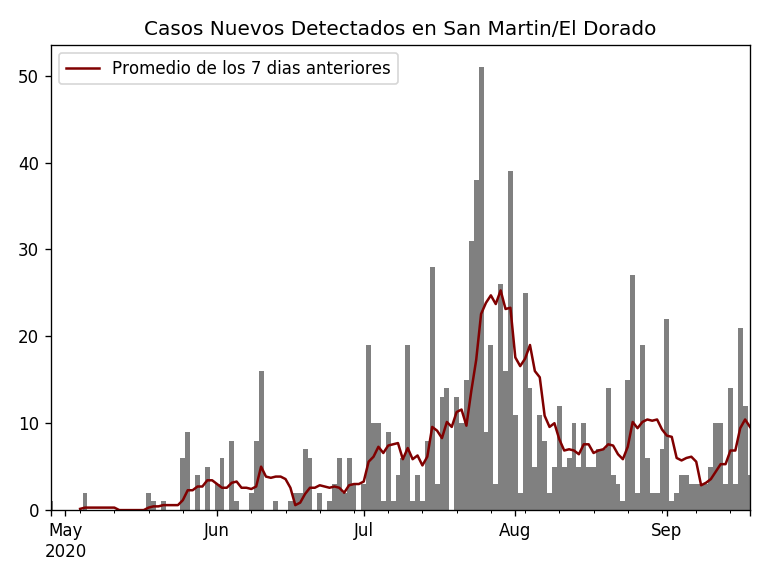 Casos Nuevos Detectados en San Martin/El Dorado
Promedio de los 7 dias anteriores
50
40
30
20
10
0
May
2020
Jun
Jul
Aug
Sep